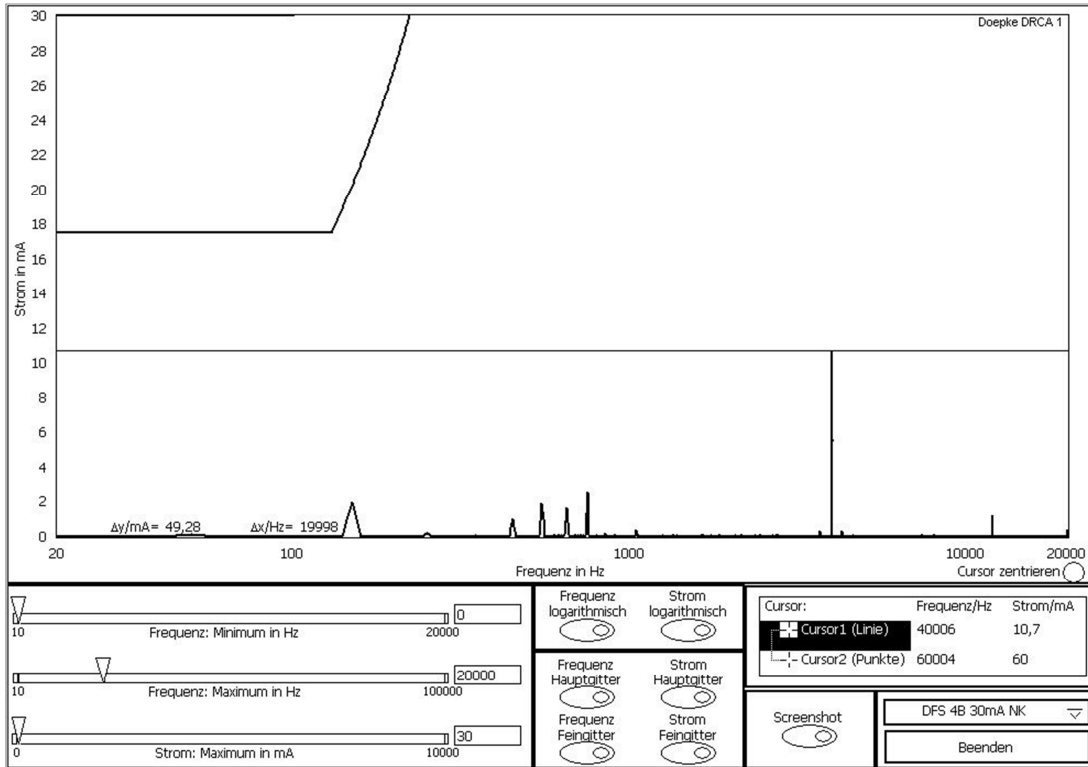 Doepke DRCA 1
30
28
26
24
22
20
18
16
14
12
10
8
6
4
2
0
Strom in mA
Δy/mA= 49,28
Δx/Hz= 19998
20
100
1000
10000
20000
Frequenz in Hz
Cursor zentrieren
10
Frequenz: Minimum in Hz
20000
0
10
Frequenz: Maximum in Hz
100000
20000
0
Strom: Maximum in mA
10000
30
Frequenz
logarithmisch
Strom
logarithmisch
Frequenz
Hauptgitter
Strom
Hauptgitter
Frequenz
Feingitter
Strom
Feingitter
Cursor: Frequenz/Hz Strom/mA
Cursor1 (Linie) 40006 10,7
Cursor2 (Punkte) 60004 60
Screenshot
DFS 4B 30mA NK
Beenden